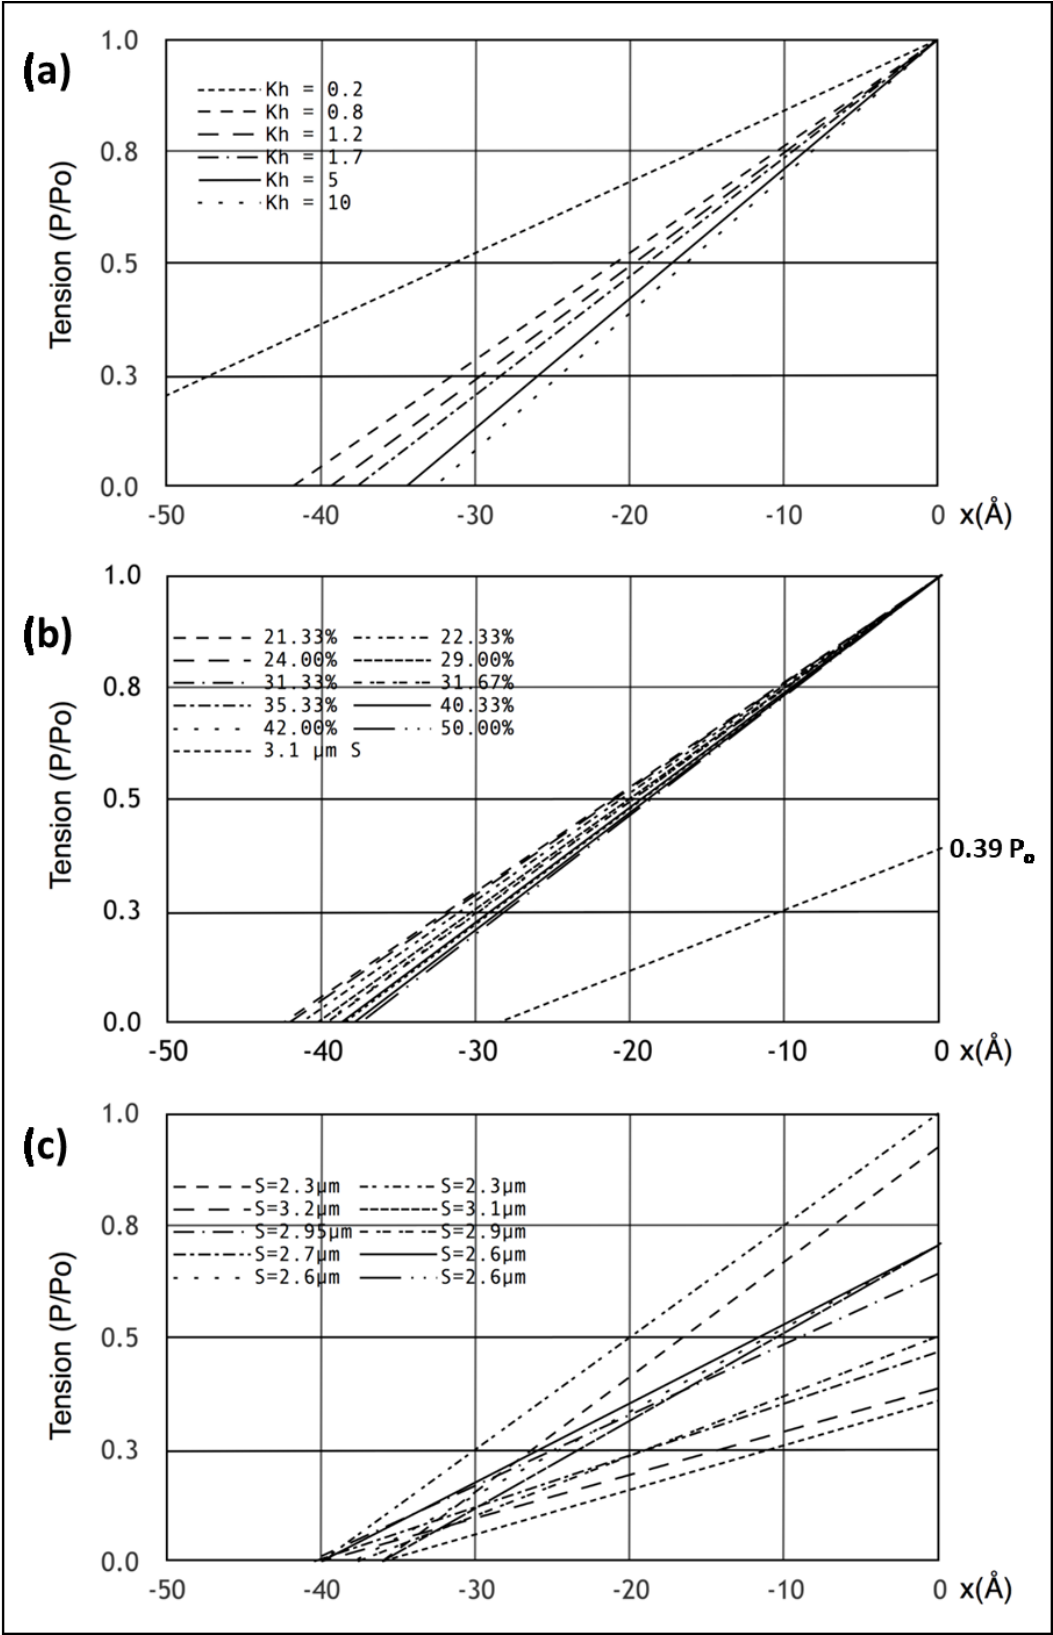 (a)
1.0
0.8
0.5
0.3
0.0
Tension (P/Po)
Kh = 0.2
Kh = 0.8
Kh = 1.2
Kh = 1.7
Kh = 5
Kh = 10
-50 -40 -30 -20 -10 0 x(Å)
(b)
1.0
0.8
0.5
0.3
0.0
Tension (P/Po)
21.33% 22.33%
24.00% 29.00%
31.33% 31.67%
35.33% 40.33%
42.00% 50.00%
3.1 µm S
0.39 Po
-50 -40 -30 -20 -10 0 x(Å)
(c)
1.0
0.8
0.5
0.3
0.0
Tension (P/Po)
S=2.3µm S=2.3µm
S=3.2µm S=3.1µm
S=2.95µm S=2.9µm
S=2.7µm S=2.6µm
S=2.6µm S=2.6µm
-50 -40 -30 -20 -10 0 x(Å)